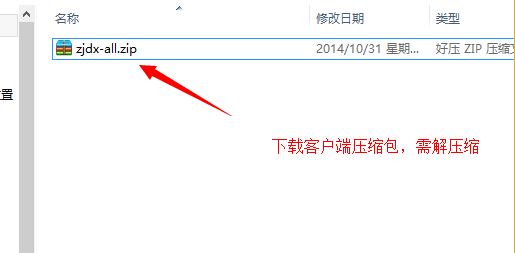 名称 修改日期 类型
zjdx-all.zip 2014/10/31 星期... 好压 ZIP 压缩文
置
下载客户端压缩包，需解压缩